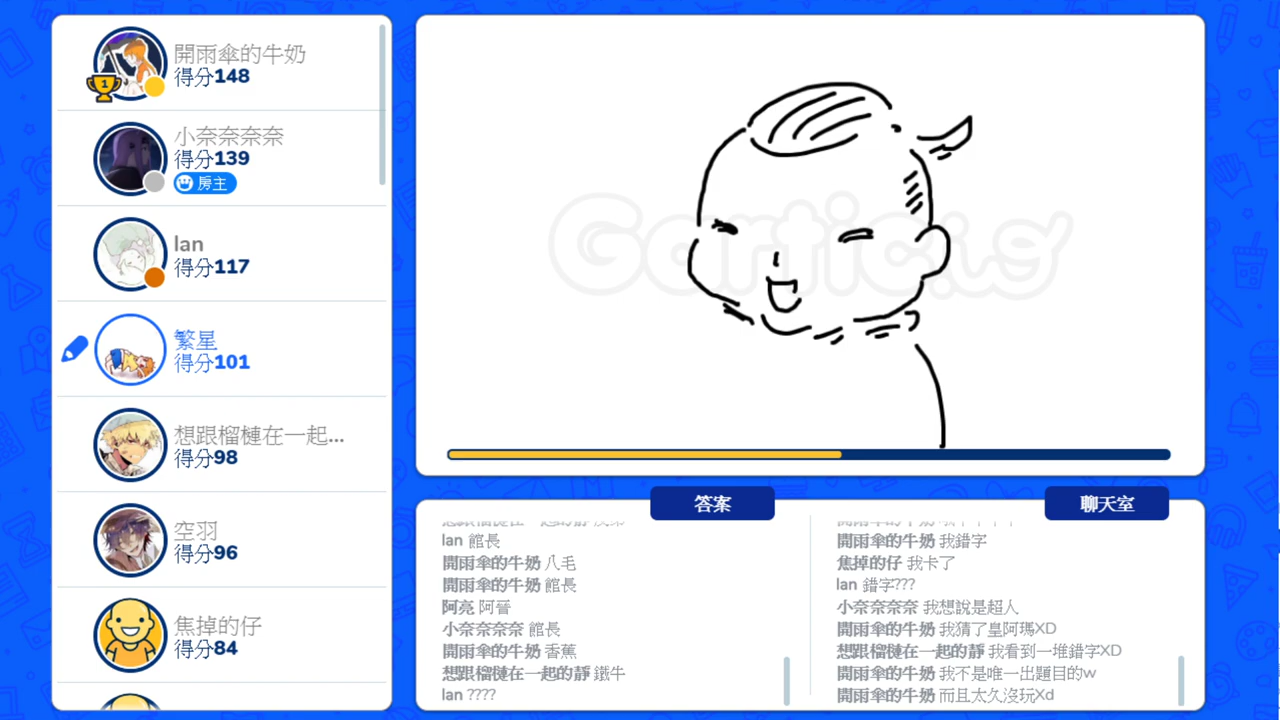 開雨傘的牛奶
得分148
1
小奈奈奈奈
得分139
房主
lan
得分117
繁星
得分101
想跟榴槤在一起...
得分98
空羽
得分96
焦掉的仔
得分84
Gartic.io
答案
lan 館長
開雨傘的牛奶 八毛
開雨傘的牛奶 館長
阿亮 阿晉
小奈奈奈奈 館長
開雨傘的牛奶 香蕉
想跟榴槤在一起的靜 鐵牛
lan ????
聊天室
開雨傘的牛奶 我錯字
焦掉的仔 我卡了
lan 錯字???
小奈奈奈奈 我想說是超人
開雨傘的牛奶 我猜了皇阿瑪XD
想跟榴槤在一起的靜 我看到一堆錯字XD
開雨傘的牛奶 我不是唯一出題目的w
開雨傘的牛奶 而且太久沒玩Xd